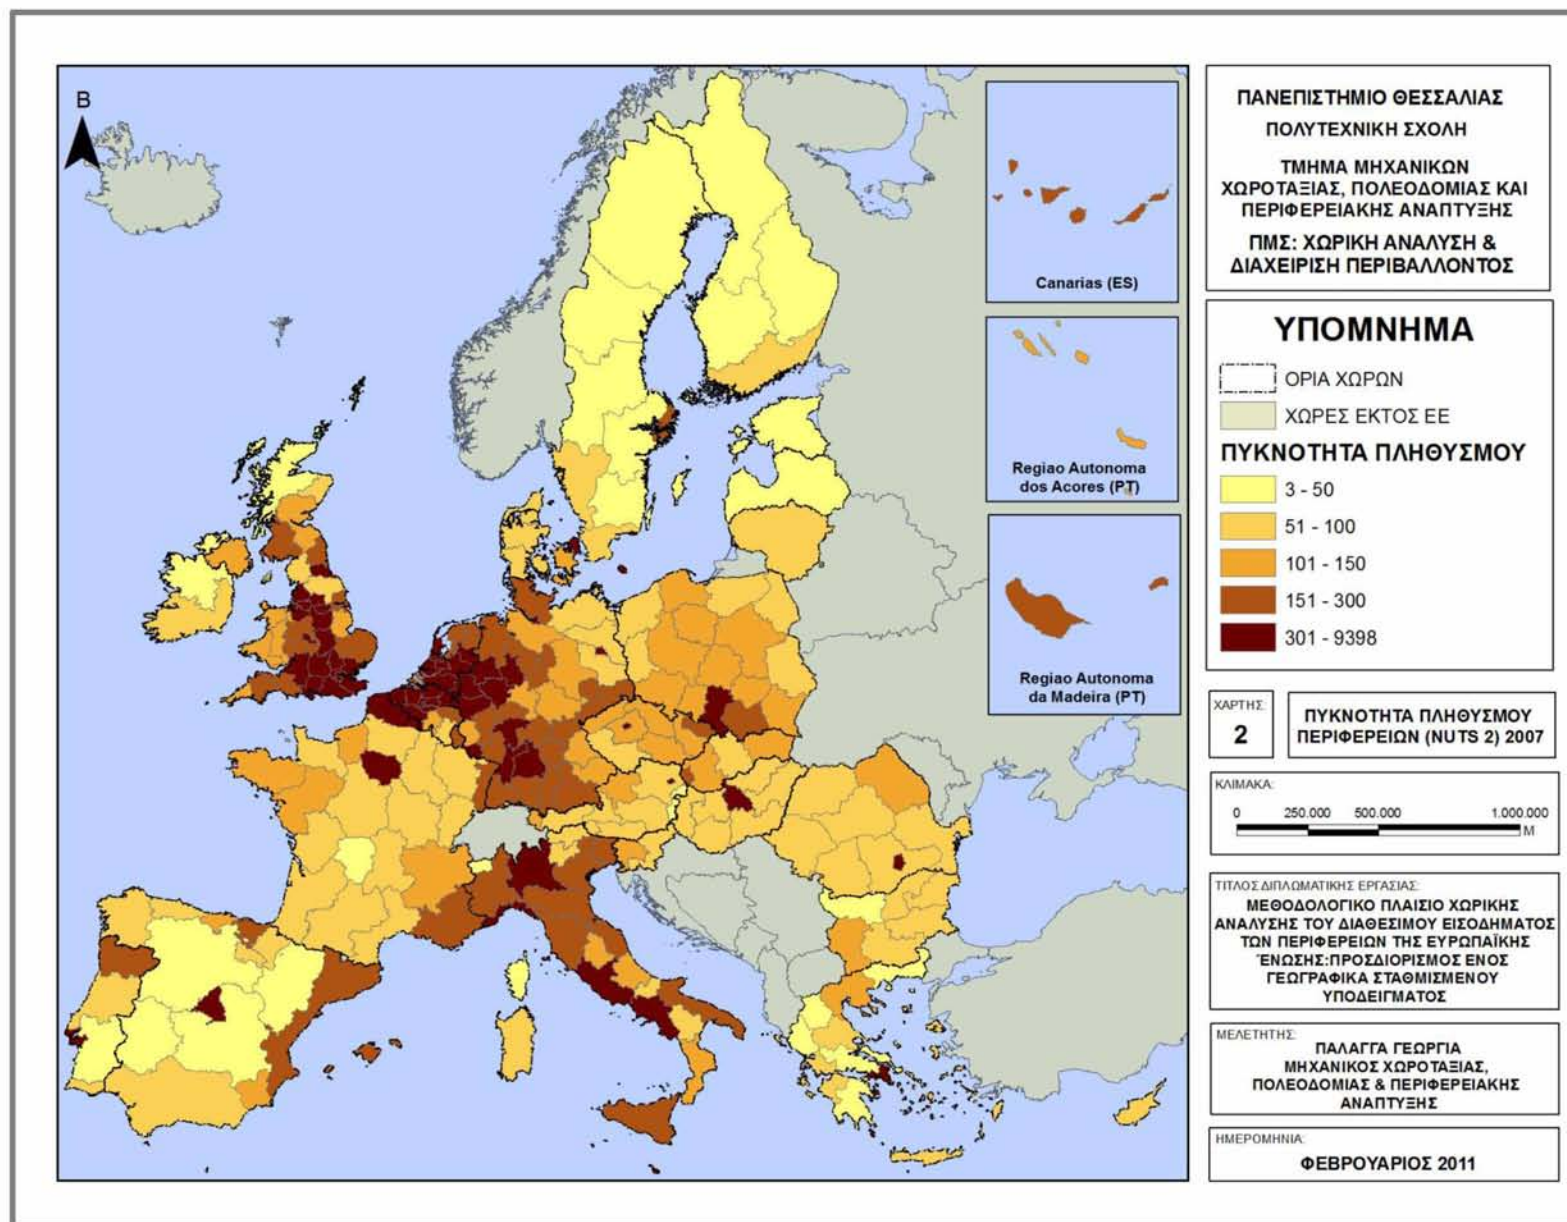 B
Canarias (ES)
Regiao Autonoma
dos Acores (PT)
Regiao Autonoma
da Madeira (PT)
ΠΑΝΕΠΙΣΤΗΜΙΟ ΘΕΣΣΑΛΙΑΣ
ΠΟΛΥΤΕΧΝΙΚΗ ΣΧΟΛΗ
ΤΜΗΜΑ ΜΗΧΑΝΙΚΩΝ
ΧΩΡΟΤΑΞΙΑΣ, ΠΟΛΕΟΔΟΜΙΑΣ ΚΑΙ
ΠΕΡΙΦΕΡΕΙΑΚΗΣ ΑΝΑΠΤΥΞΗΣ
ΠΜΣ: ΧΩΡΙΚΗ ΑΝΑΛΥΣΗ &
ΔΙΑΧΕΙΡΙΣΗ ΠΕΡΙΒΑΛΛΟΝΤΟΣ
ΥΠΟΜΝΗΜΑ
ΟΡΙΑ ΧΩΡΩΝ
ΧΩΡΕΣ ΕΚΤΟΣ ΕΕ
ΠΥΚΝΟΤΗΤΑ ΠΛΗΘΥΣΜΟΥ
3 - 50
51 - 100
101 - 150
151 - 300
301 - 9398
ΧΑΡΤΗΣ:
2
ΠΥΚΝΟΤΗΤΑ ΠΛΗΘΥΣΜΟΥ
ΠΕΡΙΦΕΡΕΙΩΝ (NUTS 2) 2007
ΚΛΙΜΑΚΑ:
0 250.000 500.000 1.000.000
M
ΤΙΤΛΟΣ ΔΙΠΛΩΜΑΤΙΚΗΣ ΕΡΓΑΣΙΑΣ:
ΜΕΘΟΔΟΛΟΓΙΚΟ ΠΛΑΙΣΙΟ ΧΩΡΙΚΗΣ
ΑΝΑΛΥΣΗΣ ΤΟΥ ΔΙΑΘΕΣΙΜΟΥ ΕΙΣΟΔΗΜΑΤΟΣ
ΤΩΝ ΠΕΡΙΦΕΡΕΙΩΝ ΤΗΣ ΕΥΡΩΠΑΪΚΗΣ
ΈΝΩΣΗΣ:ΠΡΟΣΔΙΟΡΙΣΜΟΣ ΕΝΟΣ
ΓΕΩΓΡΑΦΙΚΑ ΣΤΑΘΜΙΣΜΕΝΟΥ
ΥΠΟΔΕΙΓΜΑΤΟΣ
ΜΕΛΕΤΗΤΗΣ:
ΠΑΛΑΓΓΑ ΓΕΩΡΓΙΑ
ΜΗΧΑΝΙΚΟΣ ΧΩΡΟΤΑΞΙΑΣ,
ΠΟΛΕΟΔΟΜΙΑΣ & ΠΕΡΙΦΕΡΕΙΑΚΗΣ
ΑΝΑΠΤΥΞΗΣ
ΗΜΕΡΟΜΗΝΙΑ:
ΦΕΒΡΟΥΑΡΙΟΣ 2011